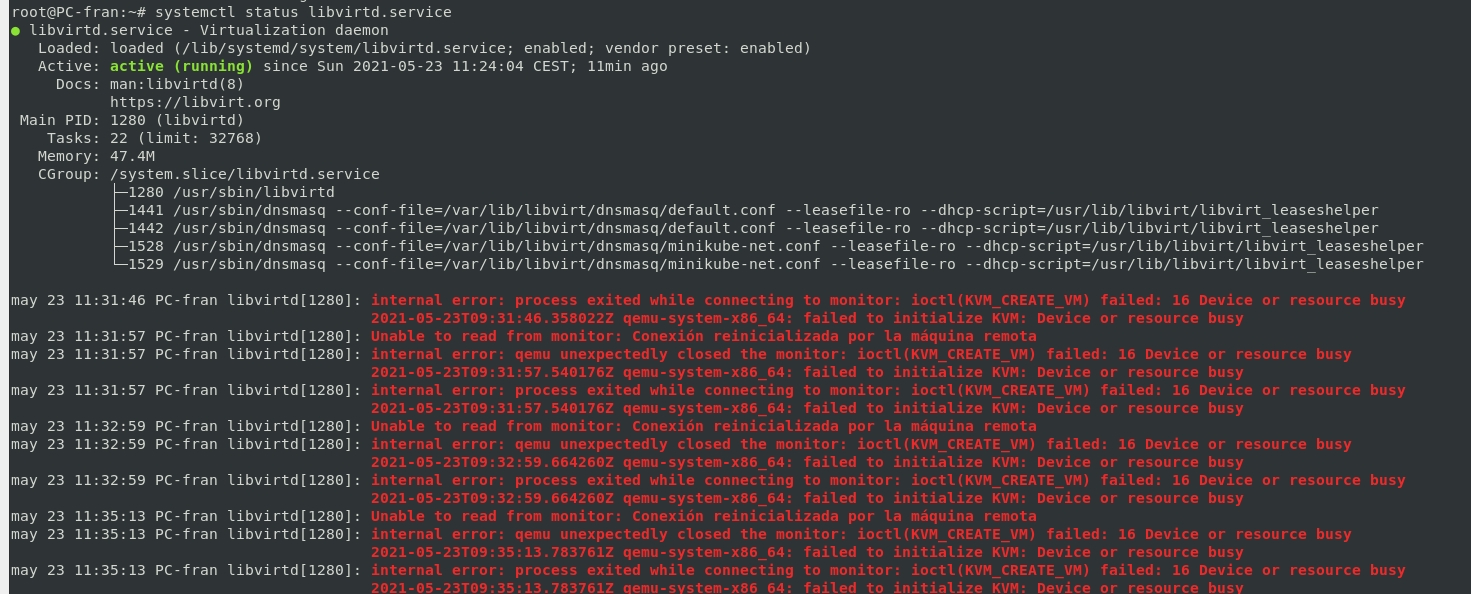 root@PC-fran:~# systemctl status libvirtd.service
● libvirtd.service - Virtualization daemon
   Loaded: loaded (/lib/systemd/system/libvirtd.service; enabled; vendor preset: enabled)
   Active: active (running) since Sun 2021-05-23 11:24:04 CEST; 11min ago
     Docs: man:libvirtd(8)
           https://libvirt.org
 Main PID: 1280 (libvirtd)
    Tasks: 22 (limit: 32768)
   Memory: 47.4M
   CGroup: /system.slice/libvirtd.service
           ├─1280 /usr/sbin/libvirtd
           ├─1441 /usr/sbin/dnsmasq --conf-file=/var/lib/libvirt/dnsmasq/default.conf --leasefile-ro --dhcp-script=/usr/lib/libvirt/libvirt_leaseshelper
           ├─1442 /usr/sbin/dnsmasq --conf-file=/var/lib/libvirt/dnsmasq/default.conf --leasefile-ro --dhcp-script=/usr/lib/libvirt/libvirt_leaseshelper
           ├─1528 /usr/sbin/dnsmasq --conf-file=/var/lib/libvirt/dnsmasq/minikube-net.conf --leasefile-ro --dhcp-script=/usr/lib/libvirt/libvirt_leaseshelper
           └─1529 /usr/sbin/dnsmasq --conf-file=/var/lib/libvirt/dnsmasq/minikube-net.conf --leasefile-ro --dhcp-script=/usr/lib/libvirt/libvirt_leaseshelper

may 23 11:31:46 PC-fran libvirtd[1280]: internal error: process exited while connecting to monitor: ioctl(KVM_CREATE_VM) failed: 16 Device or resource busy
                                        2021-05-23T09:31:46.358022Z qemu-system-x86_64: failed to initialize KVM: Device or resource busy
may 23 11:31:57 PC-fran libvirtd[1280]: Unable to read from monitor: Conexión reinicializada por la máquina remota
may 23 11:31:57 PC-fran libvirtd[1280]: internal error: qemu unexpectedly closed the monitor: ioctl(KVM_CREATE_VM) failed: 16 Device or resource busy
                                        2021-05-23T09:31:57.540176Z qemu-system-x86_64: failed to initialize KVM: Device or resource busy
may 23 11:31:57 PC-fran libvirtd[1280]: internal error: process exited while connecting to monitor: ioctl(KVM_CREATE_VM) failed: 16 Device or resource busy
                                        2021-05-23T09:31:57.540176Z qemu-system-x86_64: failed to initialize KVM: Device or resource busy
may 23 11:32:59 PC-fran libvirtd[1280]: Unable to read from monitor: Conexión reinicializada por la máquina remota
may 23 11:32:59 PC-fran libvirtd[1280]: internal error: qemu unexpectedly closed the monitor: ioctl(KVM_CREATE_VM) failed: 16 Device or resource busy
                                        2021-05-23T09:32:59.664260Z qemu-system-x86_64: failed to initialize KVM: Device or resource busy
may 23 11:32:59 PC-fran libvirtd[1280]: internal error: process exited while connecting to monitor: ioctl(KVM_CREATE_VM) failed: 16 Device or resource busy
                                        2021-05-23T09:32:59.664260Z qemu-system-x86_64: failed to initialize KVM: Device or resource busy
may 23 11:35:13 PC-fran libvirtd[1280]: Unable to read from monitor: Conexión reinicializada por la máquina remota
may 23 11:35:13 PC-fran libvirtd[1280]: internal error: qemu unexpectedly closed the monitor: ioctl(KVM_CREATE_VM) failed: 16 Device or resource busy
                                        2021-05-23T09:35:13.783761Z qemu-system-x86_64: failed to initialize KVM: Device or resource busy
may 23 11:35:13 PC-fran libvirtd[1280]: internal error: process exited while connecting to monitor: ioctl(KVM_CREATE_VM) failed: 16 Device or resource busy
                                        2021-05-23T09:35:13.783761Z qemu-system-x86_64: failed to initialize KVM: Device or resource busy